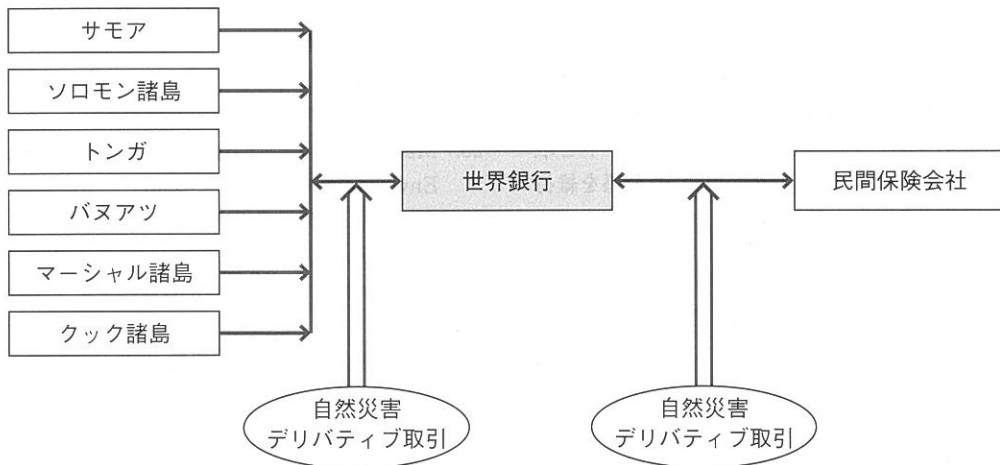 サモア
ソロモン諸島
トンガ
バヌアツ
マーシャル諸島
クック諸島
世界銀行
民間保険会社
自然災害
デリバティブ取引
自然災害
デリバティブ取引